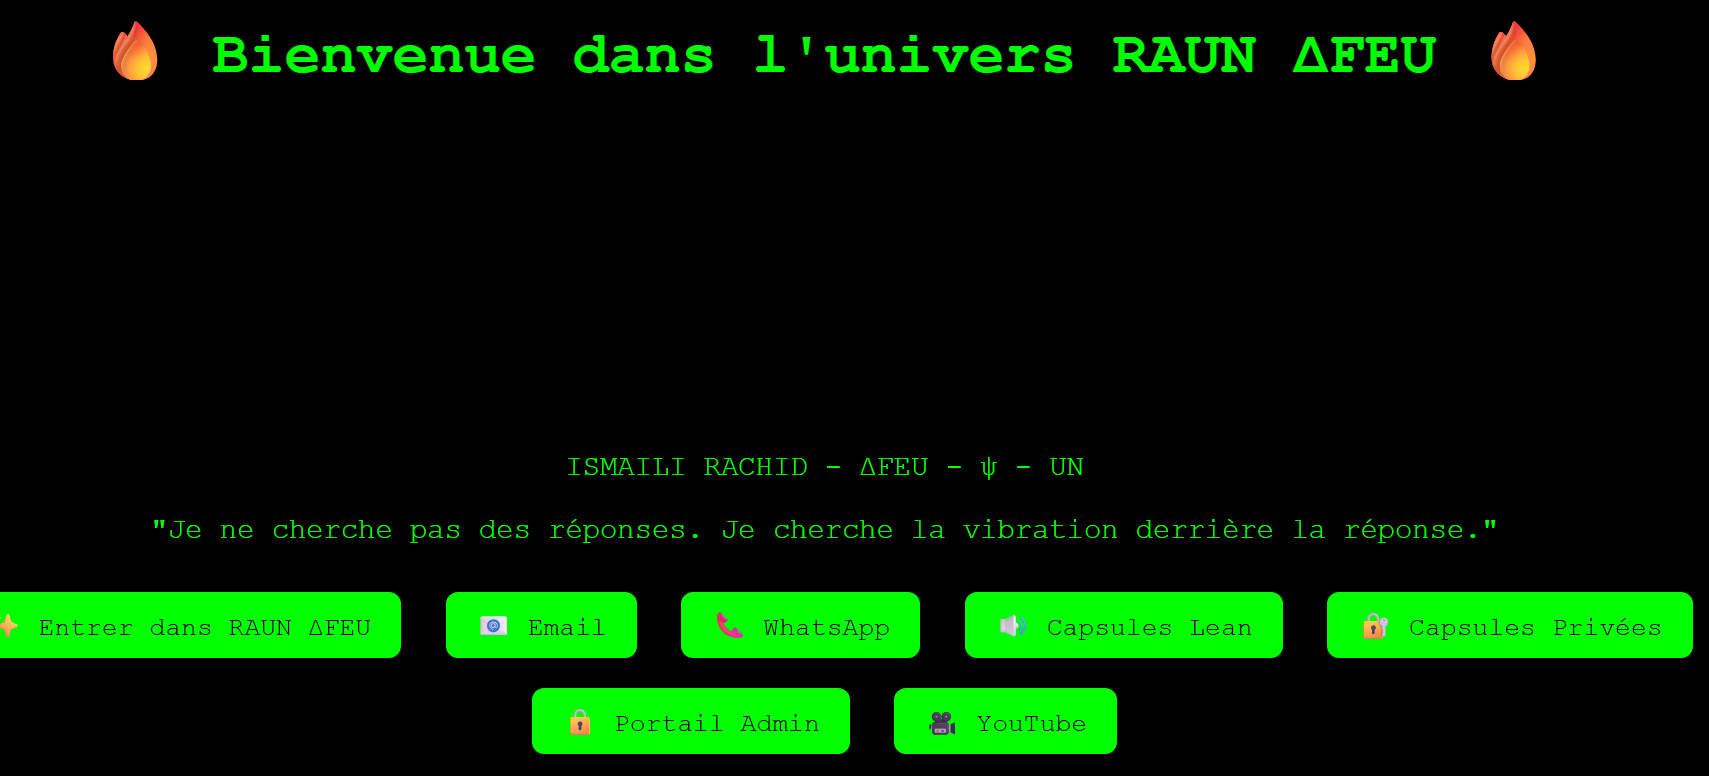 🔥 Bienvenue dans l'univers RAUN ΔFEU 🔥
ISMAILI RACHID - ΔFEU - ψ - UN
"Je ne cherche pas des réponses. Je cherche la vibration derrière la réponse."
✨ Entrer dans RAUN ΔFEU
📧 Email
📞 WhatsApp
🔊 Capsules Lean
🔐 Capsules Privées
🔒 Portail Admin
🎥 YouTube